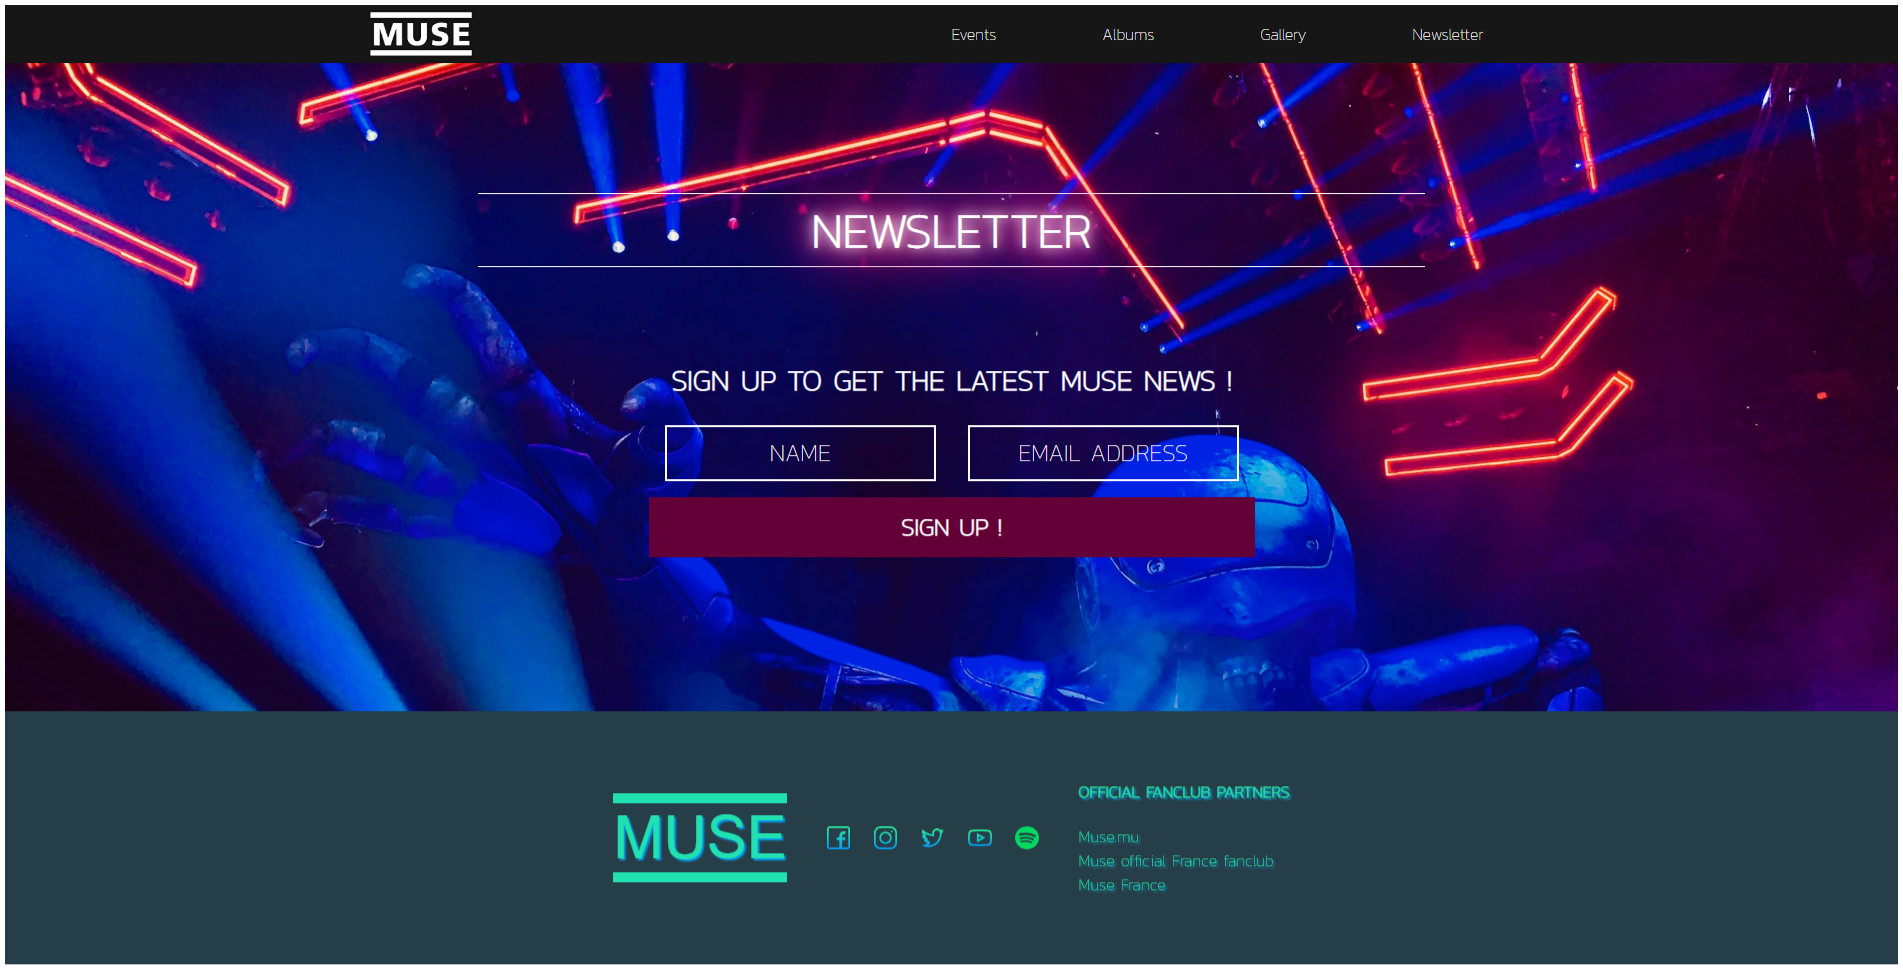 MUSE
Events Albums Gallery Newsletter
NEWSLETTER
SIGN UP TO GET THE LATEST MUSE NEWS !
NAME EMAIL ADDRESS
SIGN UP !
MUSE
OFFICIAL FANCLUB PARTNERS
Muse.mu
Muse official France fanclub
Muse France